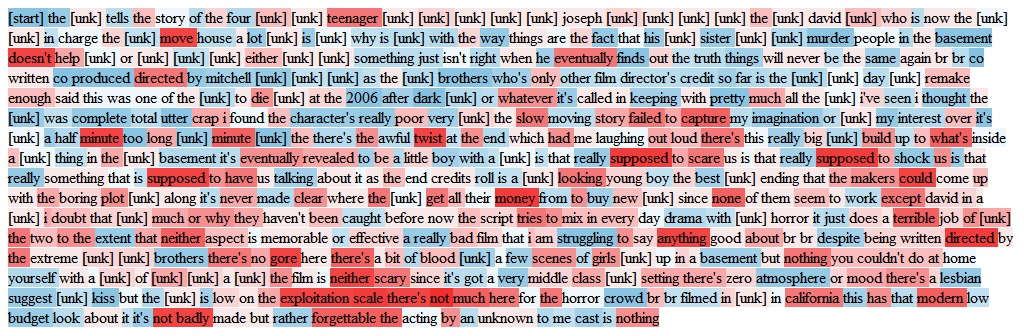 [start] the [unk] tells the story of the four [unk] [unk] teenager [unk] [unk] [unk] [unk] [unk] joseph [unk] [unk] [unk] [unk] the [unk] david [unk] who is now the [unk]
[unk] in charge the [unk] move house a lot [unk] is [unk] why is [unk] with the way things are the fact that his [unk] sister [unk] [unk] murder people in the basement
doesn't help [unk] or [unk] [unk] [unk] either [unk] [unk] something just isn't right when he eventually finds out the truth things will never be the same again br br co
written co produced directed by mitchell [unk] [unk] [unk] as the [unk] brothers who's only other film director's credit so far is the [unk] [unk] day [unk] remake
enough said this was one of the [unk] to die [unk] at the 2006 after dark [unk] or whatever it's called in keeping with pretty much all the [unk] i've seen i thought the
[unk] was complete total utter crap i found the character's really poor very [unk] the slow moving story failed to capture my imagination or [unk] my interest over it's
[unk] a half minute too long [unk] minute [unk] the there's the awful twist at the end which had me laughing out loud there's this really big [unk] build up to what's inside
a [unk] thing in the [unk] basement it's eventually revealed to be a little boy with a [unk] is that really supposed to scare us is that really supposed to shock us is that
really something that is supposed to have us talking about it as the end credits roll is a [unk] looking young boy the best [unk] ending that the makers could come up
with the boring plot [unk] along it's never made clear where the [unk] get all their money from to buy new [unk] since none of them seem to work except david in a
[unk] i doubt that [unk] much or why they haven't been caught before now the script tries to mix in every day drama with [unk] horror it just does a terrible job of [unk]
the two to the extent that neither aspect is memorable or effective a really bad film that i am struggling to say anything good about br br despite being written directed by
the extreme [unk] [unk] brothers there's no gore here there's a bit of blood [unk] a few scenes of girls [unk] up in a basement but nothing you couldn't do at home
yourself with a [unk] of [unk] [unk] a [unk] the film is neither scary since it's got a very middle class [unk] setting there's zero atmosphere or mood there's a lesbian
suggest [unk] kiss but the [unk] is low on the exploitation scale there's not much here for the horror crowd br br filmed in [unk] in california this has that modern low
budget look about it it's not badly made but rather forgettable the acting by an unknown to me cast is nothing